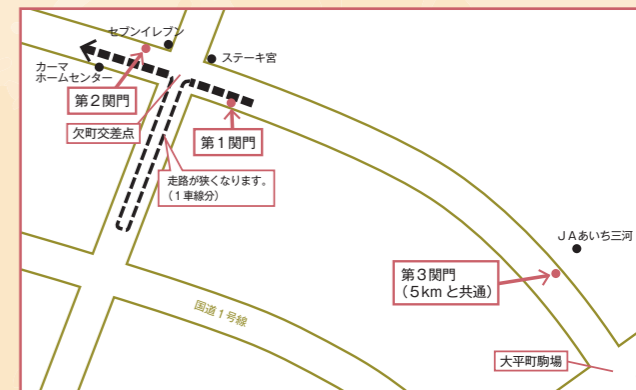 セブンイレブン
ステーキ宮
カーマ
ホームセンター
第2関門
欠町交差点
第1関門
走路が狭くなります。
（1車線分）
JAあいち三河
第3関門
（5kmと共通）
国道1号線
大平町駒場